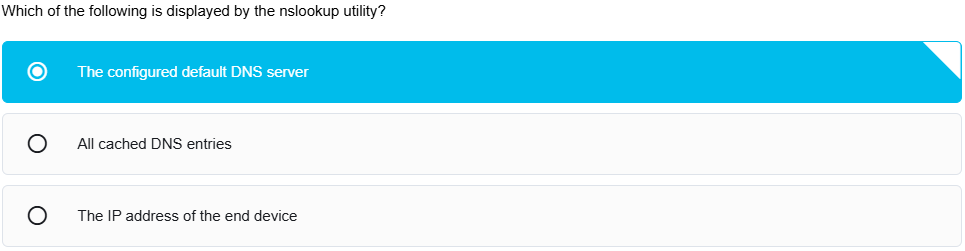 Which of the following is displayed by the nslookup utility?
The configured default DNS server
All cached DNS entries
The IP address of the end device